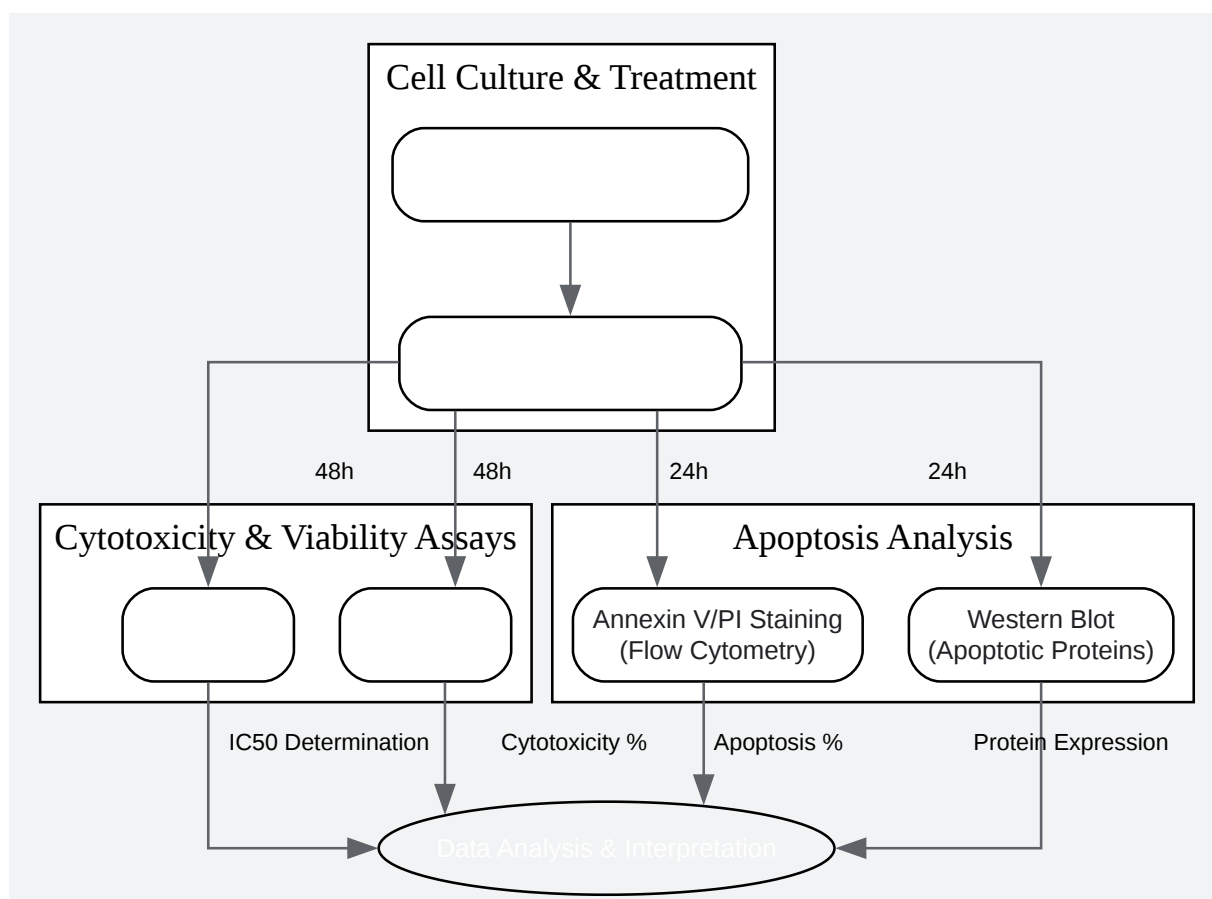 Cell Culture & Treatment
48h
48h
24h
24h
Cytotoxicity & Viability Assays
Apoptosis Analysis
Annexin V/PI Staining
(Flow Cytometry)
Western Blot
(Apoptotic Proteins)
IC50 Determination
Cytotoxicity %
Apoptosis %
Protein Expression
Data Analysis & Interpretation